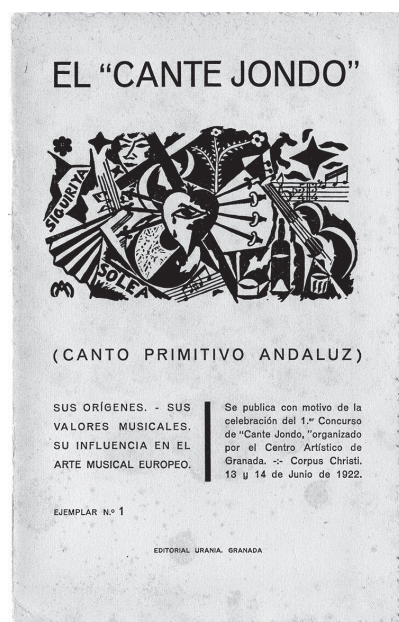 EL “CANTE JONDO”
SIGUIRIYA
SOLEA
(CANTO PRIMITIVO ANDALUZ)
SUS ORÍGENES. - SUS
VALORES MUSICALES.
SU INFLUENCIA EN EL
ARTE MUSICAL EUROPEO.
Se publica con motivo de la
celebración del 1.er Concurso
de “Cante Jondo, ”organizado
por el Centro Artístico de
Granada. -:- Corpus Christi.
13 y 14 de Junio de 1922.
EJEMPLAR N.º 1
EDITORIAL URANIA. GRANADA